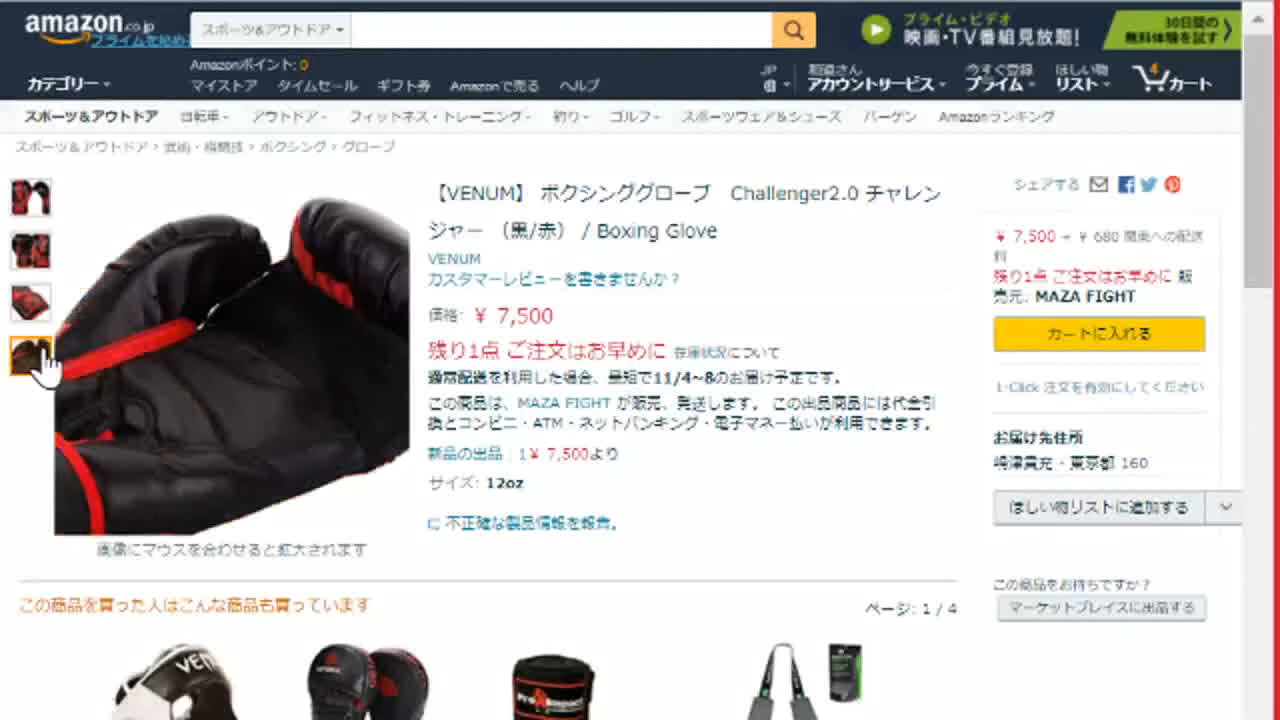 amazon.co.jp
プライムを始め
スポーツ&アウトドア
プライム・ビデオ
映画・TV番組見放題!
30日間の
無料体験を試す
カテゴリー
Amazonポイント: 0
マイストア タイムセール ギフト券 Amazonで売る ヘルプ
JP
アカウントサービス
今すぐ登録
プライム
ほしい物
リスト
4
カート
スポーツ&アウトドア 自転車 アウトドア フィットネス・トレーニング 釣り ゴルフ スポーツウェア&シューズ バーゲン Amazonランキング
スポーツ&アウトドア › 武術・格闘技 › ボクシング › グローブ
【VENUM】 ボクシンググローブ Challenger2.0 チャレン
ジャー （黒/赤） / Boxing Glove
VENUM
カスタマーレビューを書きませんか？
価格: ￥ 7,500
残り1点 ご注文はお早めに 在庫状況について
通常配送を利用した場合、最短で11/4~8のお届け予定です。
この商品は、MAZA FIGHT が販売、発送します。 この出品商品には代金引
換とコンビニ・ATM・ネットバンキング・電子マネー払いが利用できます。
新品の出品：1￥ 7,500より
サイズ: 12oz
不正確な製品情報を報告。
画像にマウスを合わせると拡大されます
シェアする
￥ 7,500 + ￥ 680 関東への配送
料
残り1点 ご注文はお早めに 販
売元. MAZA FIGHT
カートに入れる
1-Click 注文を有効にしてください
お届け先住所
東京都 160
ほしい物リストに追加する
この商品をお持ちですか？
マーケットプレイスに出品する
この商品を買った人はこんな商品も買っています
ページ: 1 / 4
VENU
Pro Impact